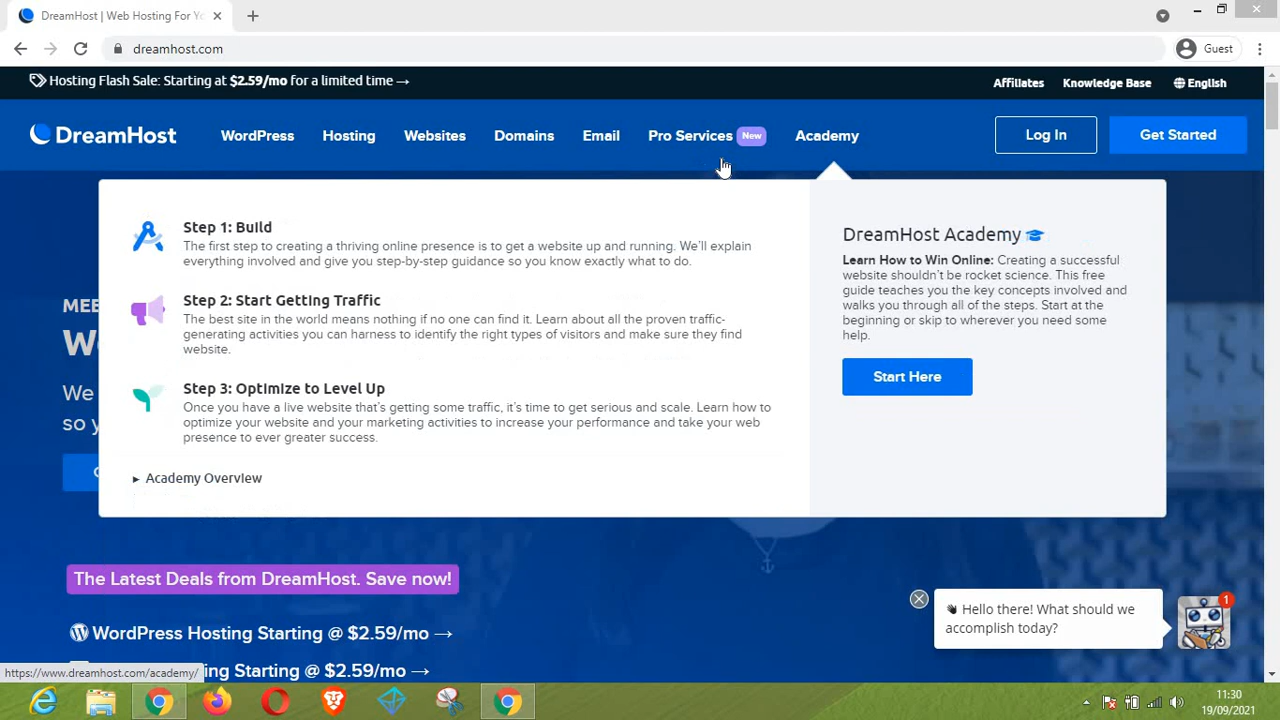 DreamHost | Web Hosting For Yo
dreamhost.com
Guest
Hosting Flash Sale: Starting at $2.59/mo for a limited time →
Affiliates
Knowledge Base
English
DreamHost
WordPress
Hosting
Websites
Domains
Email
Pro Services
New
Academy
Log In
Get Started
Step 1: Build
The first step to creating a thriving online presence is to get a website up and running. We'll explain
everything involved and give you step-by-step guidance so you know exactly what to do.
Step 2: Start Getting Traffic
The best site in the world means nothing if no one can find it. Learn about all the proven traffic-
generating activities you can harness to identify the right types of visitors and make sure they find
website.
Step 3: Optimize to Level Up
Once you have a live website that's getting some traffic, it's time to get serious and scale. Learn how to
optimize your website and your marketing activities to increase your performance and take your web
presence to ever greater success.
▸ Academy Overview
DreamHost Academy
Learn How to Win Online: Creating a successful
website shouldn't be rocket science. This free
guide teaches you the key concepts involved and
walks you through all of the steps. Start at the
beginning or skip to wherever you need some
help.
Start Here
MEE
We
so y
The Latest Deals from DreamHost. Save now!
WordPress Hosting Starting @ $2.59/mo →
ing Starting @ $2.59/mo →
👋 Hello there! What should we
accomplish today?
1
https://www.dreamhost.com/academy/
11:30
19/09/2021